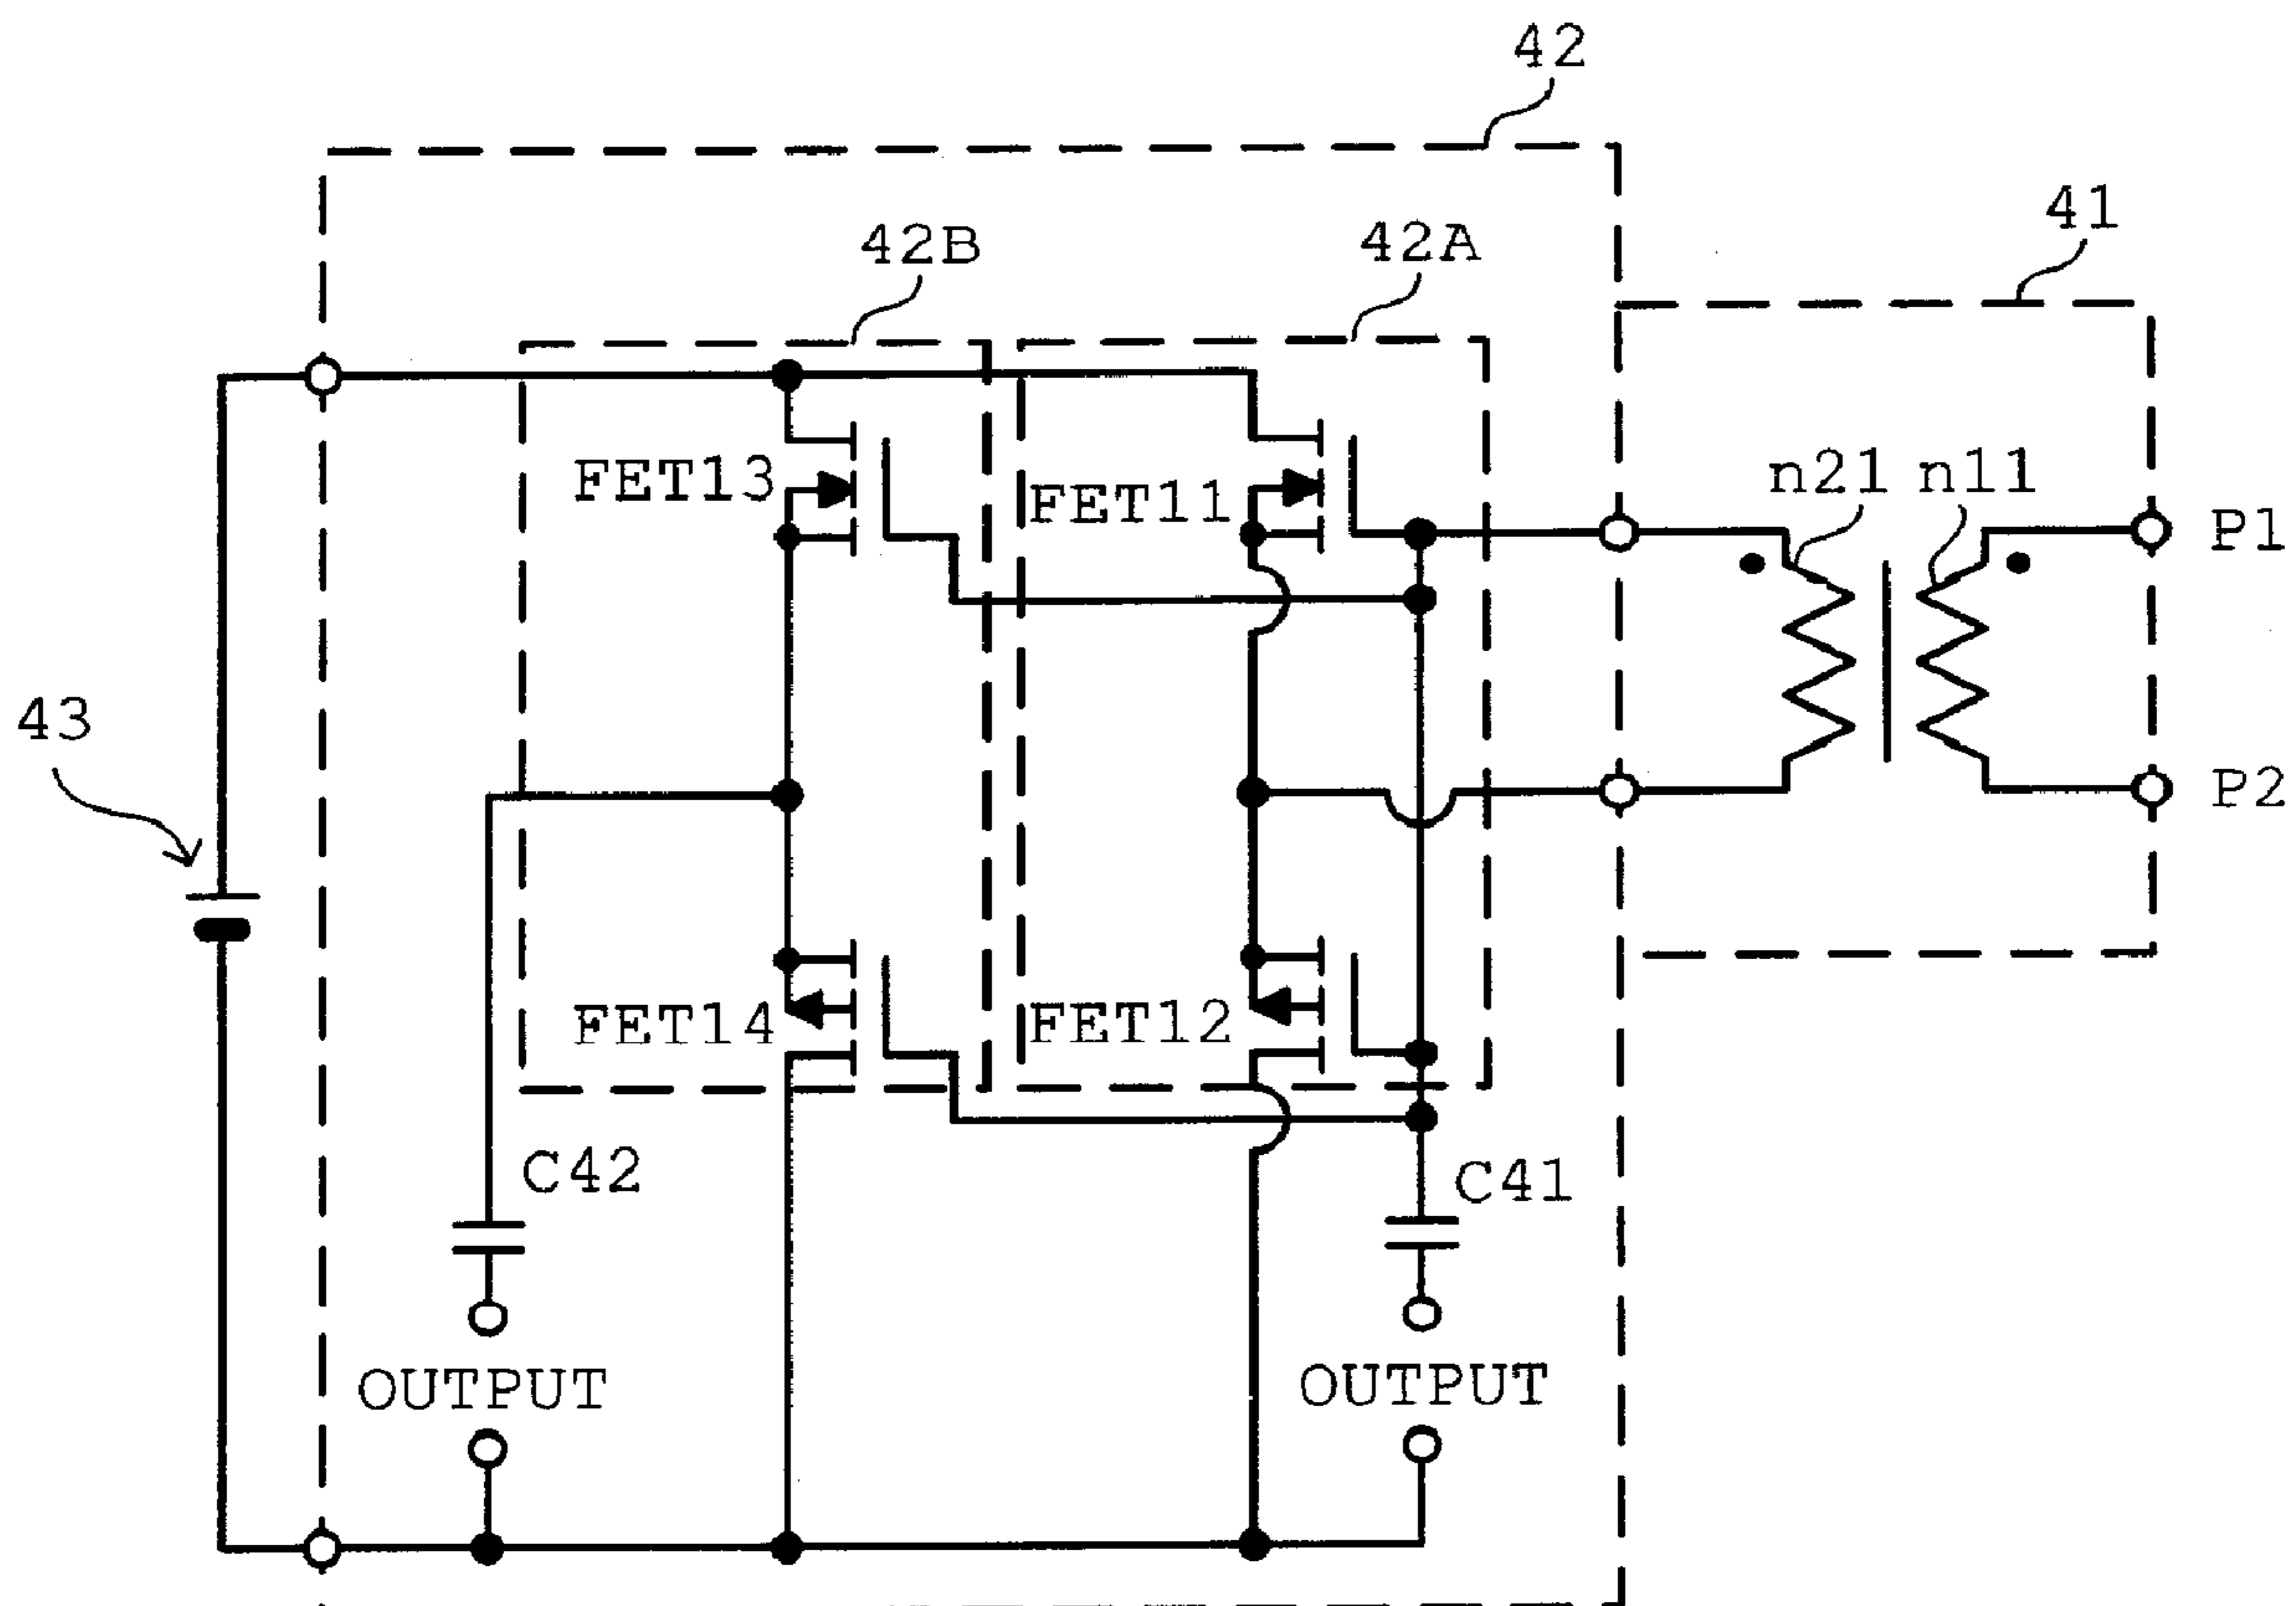 42
41
42B
42A
n21
n11
FET13
FET11
P1
43
P2
FET14
FET12
C42
C41
OUTPUT
OUTPUT